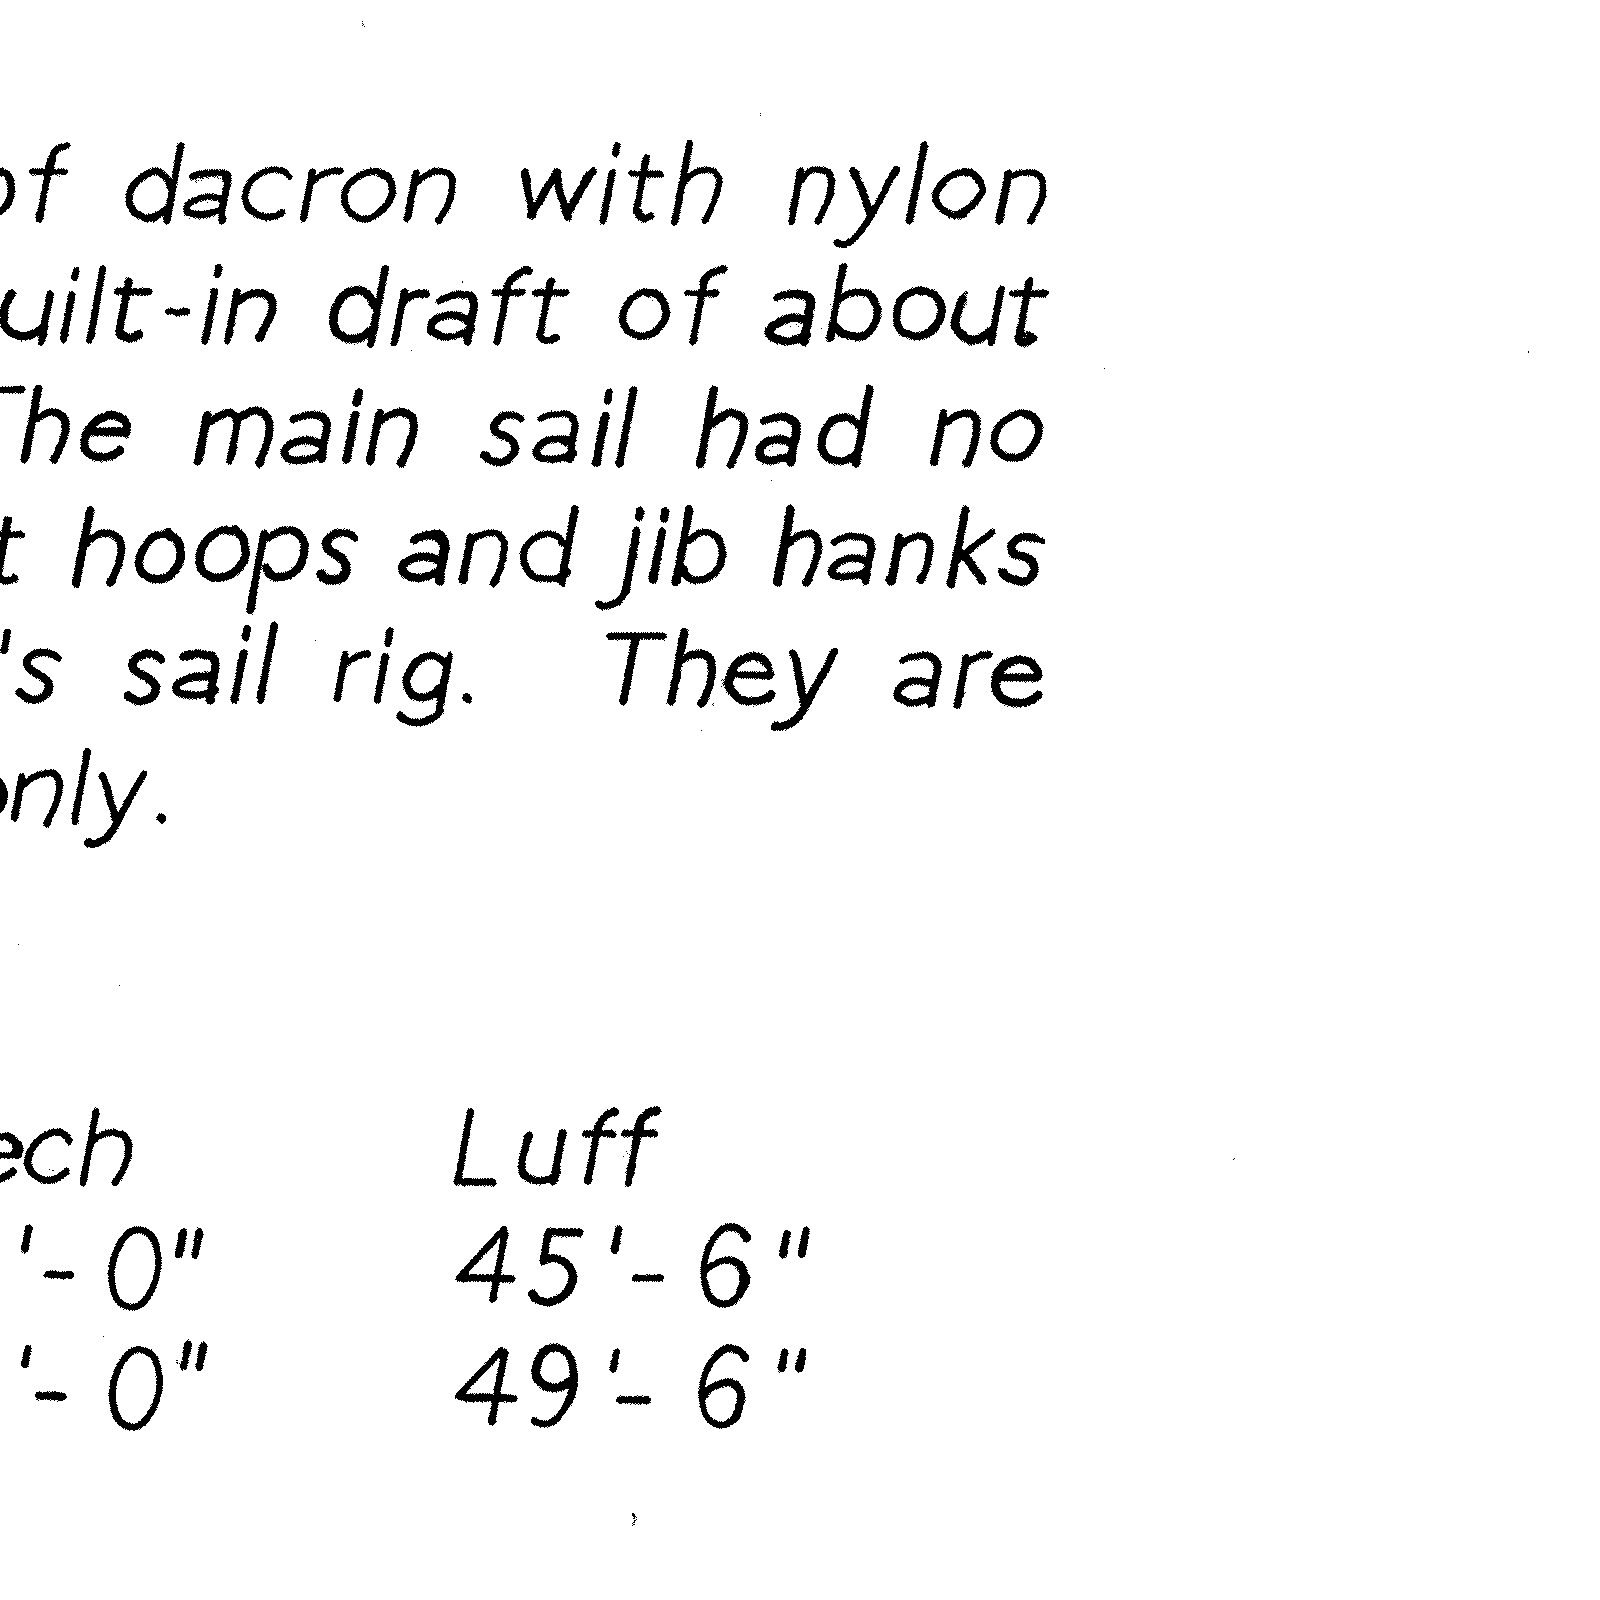 of dacron with nylon
uilt-in draft of about
The main sail had no
t hoops and jib hanks
's sail rig. They are
only.
ech Luff
'- 0" 45'- 6"
'- 0" 49'- 6"